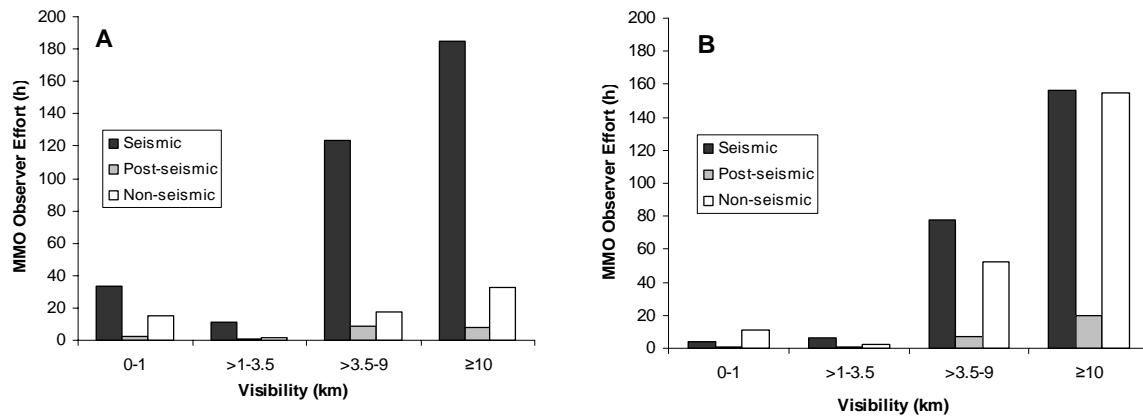 A
MMO Observer Effort (h)
200
180
160
140
120
100
80
60
40
20
0
Seismic
Post-seismic
Non-seismic
0-1
>1-3.5
>3.5-9
≥10
Visibility (km)
B
MMO Observer Effort (h)
200
180
160
140
120
100
80
60
40
20
0
Seismic
Post-seismic
Non-seismic
0-1
>1-3.5
>3.5-9
≥10
Visibility (km)